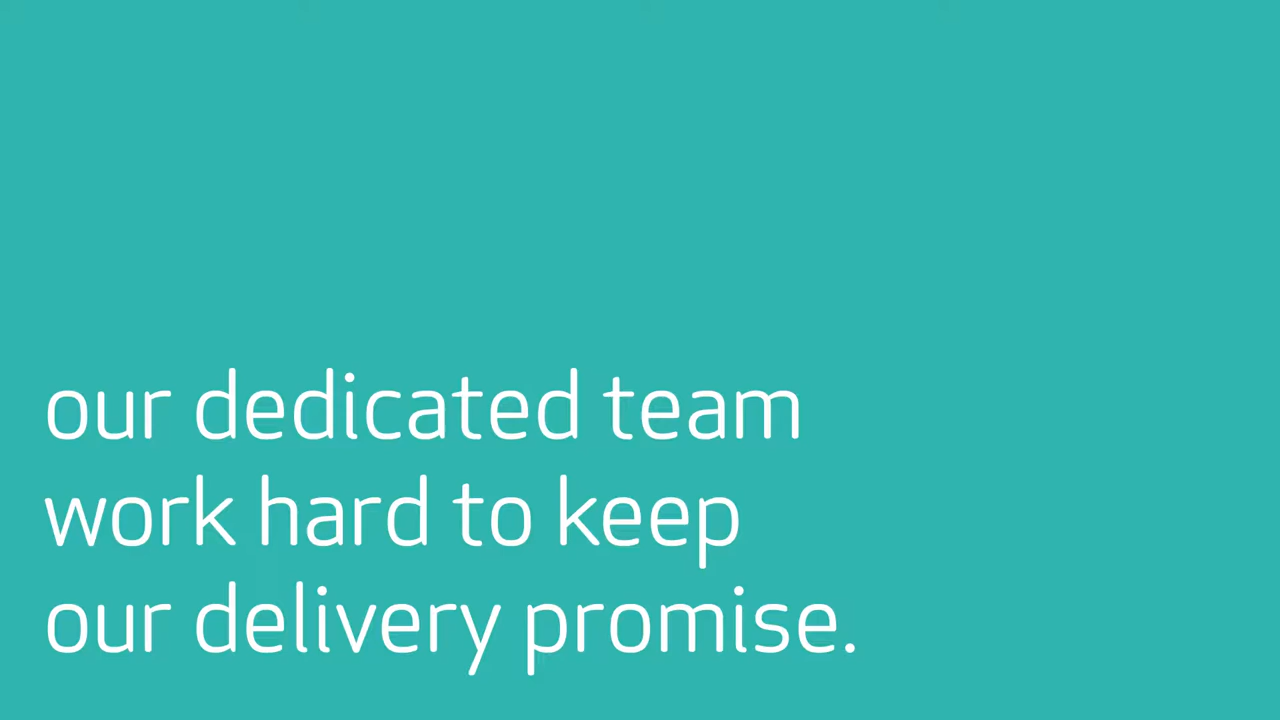 our dedicated team
work hard to keep
our delivery promise.